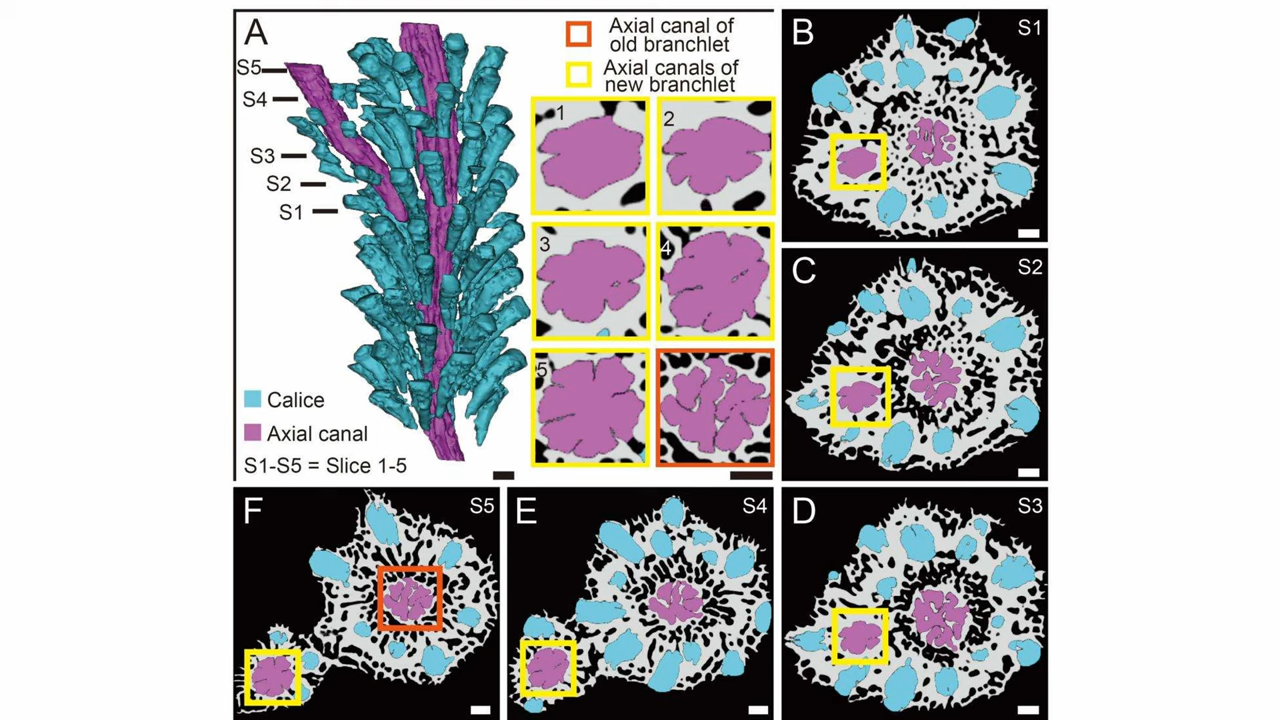 A
Axial canal of
old branchlet
Axial canals of
new branchlet
S5
S4
S3
S2
S1
1
2
3
4
5
Calice
Axial canal
S1-S5 = Slice 1-5
B
S1
C
S2
F
S5
E
S4
D
S3